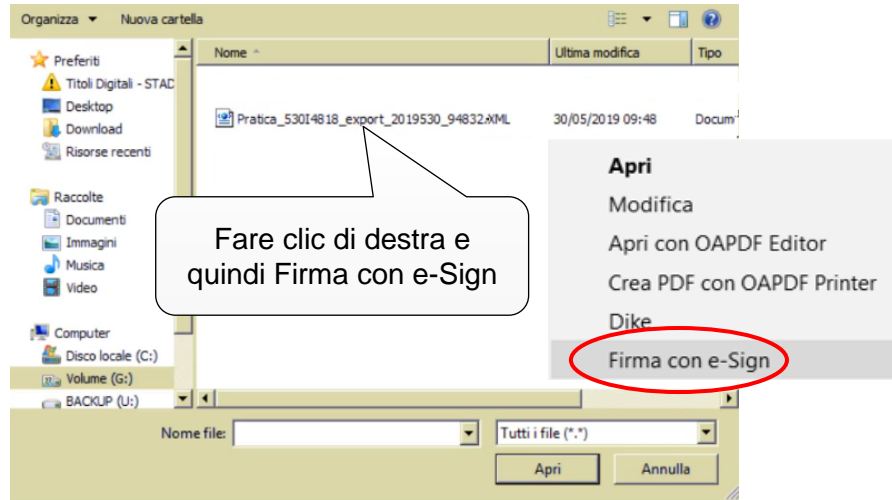 Organizza
Nuova cartella
Nome
Ultima modifica
Tipo
Preferiti
Titoli Digitali - STAD
Desktop
Download
Risorse recenti
Raccolte
Documenti
Immagini
Musica
Video
Computer
Disco locale (C:)
Volume (G:)
BACKUP (U:)
Pratica_530I4818_export_2019530_94832.XML
30/05/2019 09:48
Docum
Fare clic di destra e
quindi Firma con e-Sign
Apri
Modifica
Apri con OAPDF Editor
Crea PDF con OAPDF Printer
Dike
Firma con e-Sign
Nome file:
Tutti i file (*.*)
Apri
Annulla